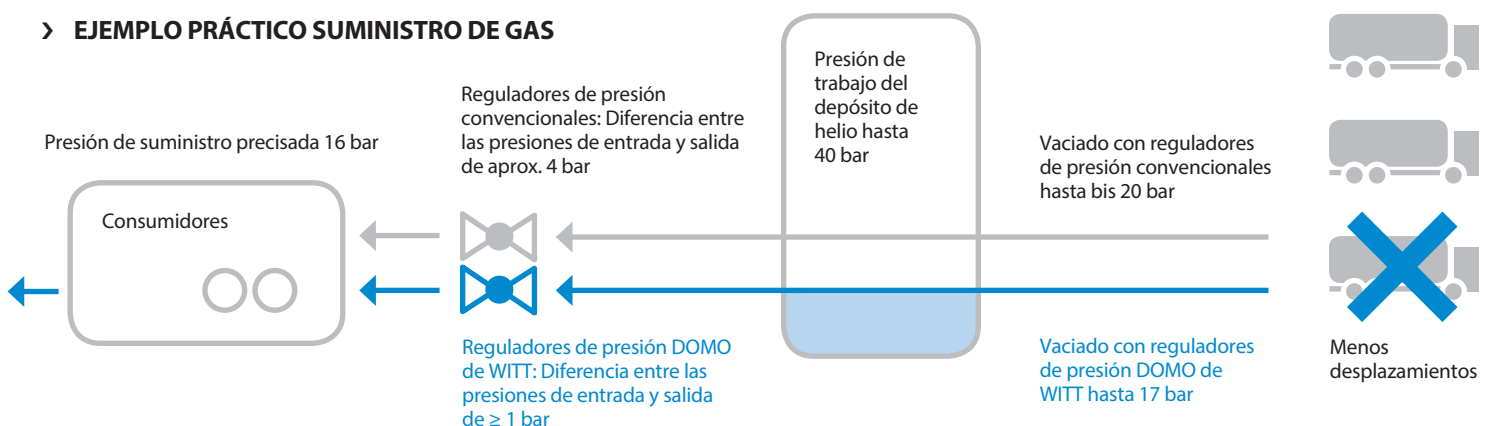 › EJEMPLO PRÁCTICO SUMINISTRO DE GAS
Presión de suministro precisada 16 bar
Consumidores
Reguladores de presión
convencionales: Diferencia entre
las presiones de entrada y salida
de aprox. 4 bar
Reguladores de presión DOMO
de WITT: Diferencia entre las
presiones de entrada y salida
de ≥ 1 bar
Presión de
trabajo del
depósito de
helio hasta
40 bar
Vaciado con reguladores
de presión convencionales
hasta bis 20 bar
Vaciado con reguladores
de presión DOMO de
WITT hasta 17 bar
Menos
desplazamientos